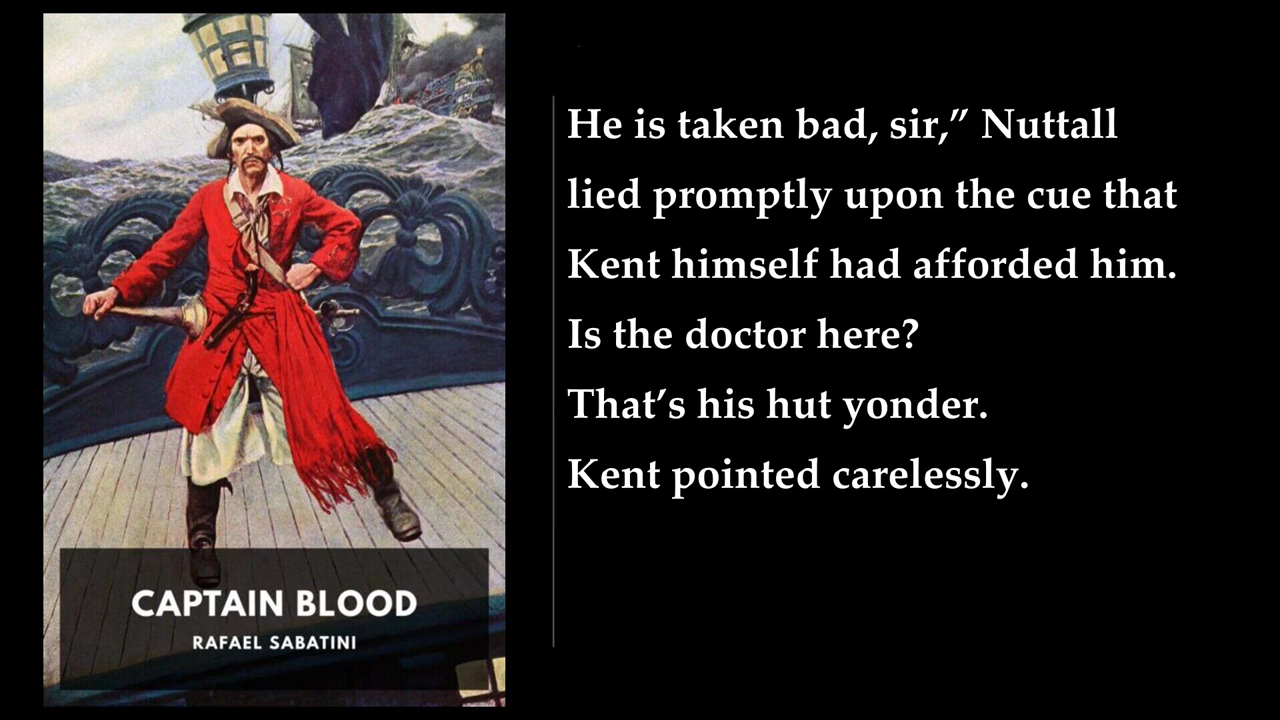 CAPTAIN BLOOD
RAFAEL SABATINI
He is taken bad, sir,” Nuttall
lied promptly upon the cue that
Kent himself had afforded him.
Is the doctor here?
That’s his hut yonder.
Kent pointed carelessly.